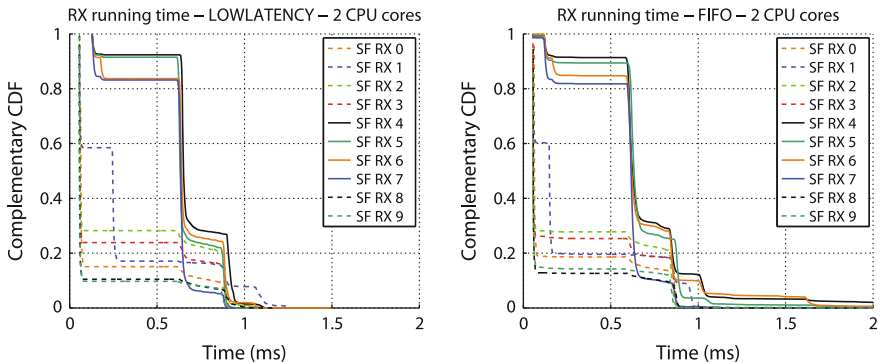 RX running time – LOWLATENCY – 2 CPU cores
Complementary CDF
1
0.8
0.6
0.4
0.2
0
SF RX 0
SF RX 1
SF RX 2
SF RX 3
SF RX 4
SF RX 5
SF RX 6
SF RX 7
SF RX 8
SF RX 9
0 0.5 1 1.5 2
Time (ms)
RX running time – FIFO – 2 CPU cores
Complementary CDF
1
0.8
0.6
0.4
0.2
0
SF RX 0
SF RX 1
SF RX 2
SF RX 3
SF RX 4
SF RX 5
SF RX 6
SF RX 7
SF RX 8
SF RX 9
0 0.5 1 1.5 2
Time (ms)